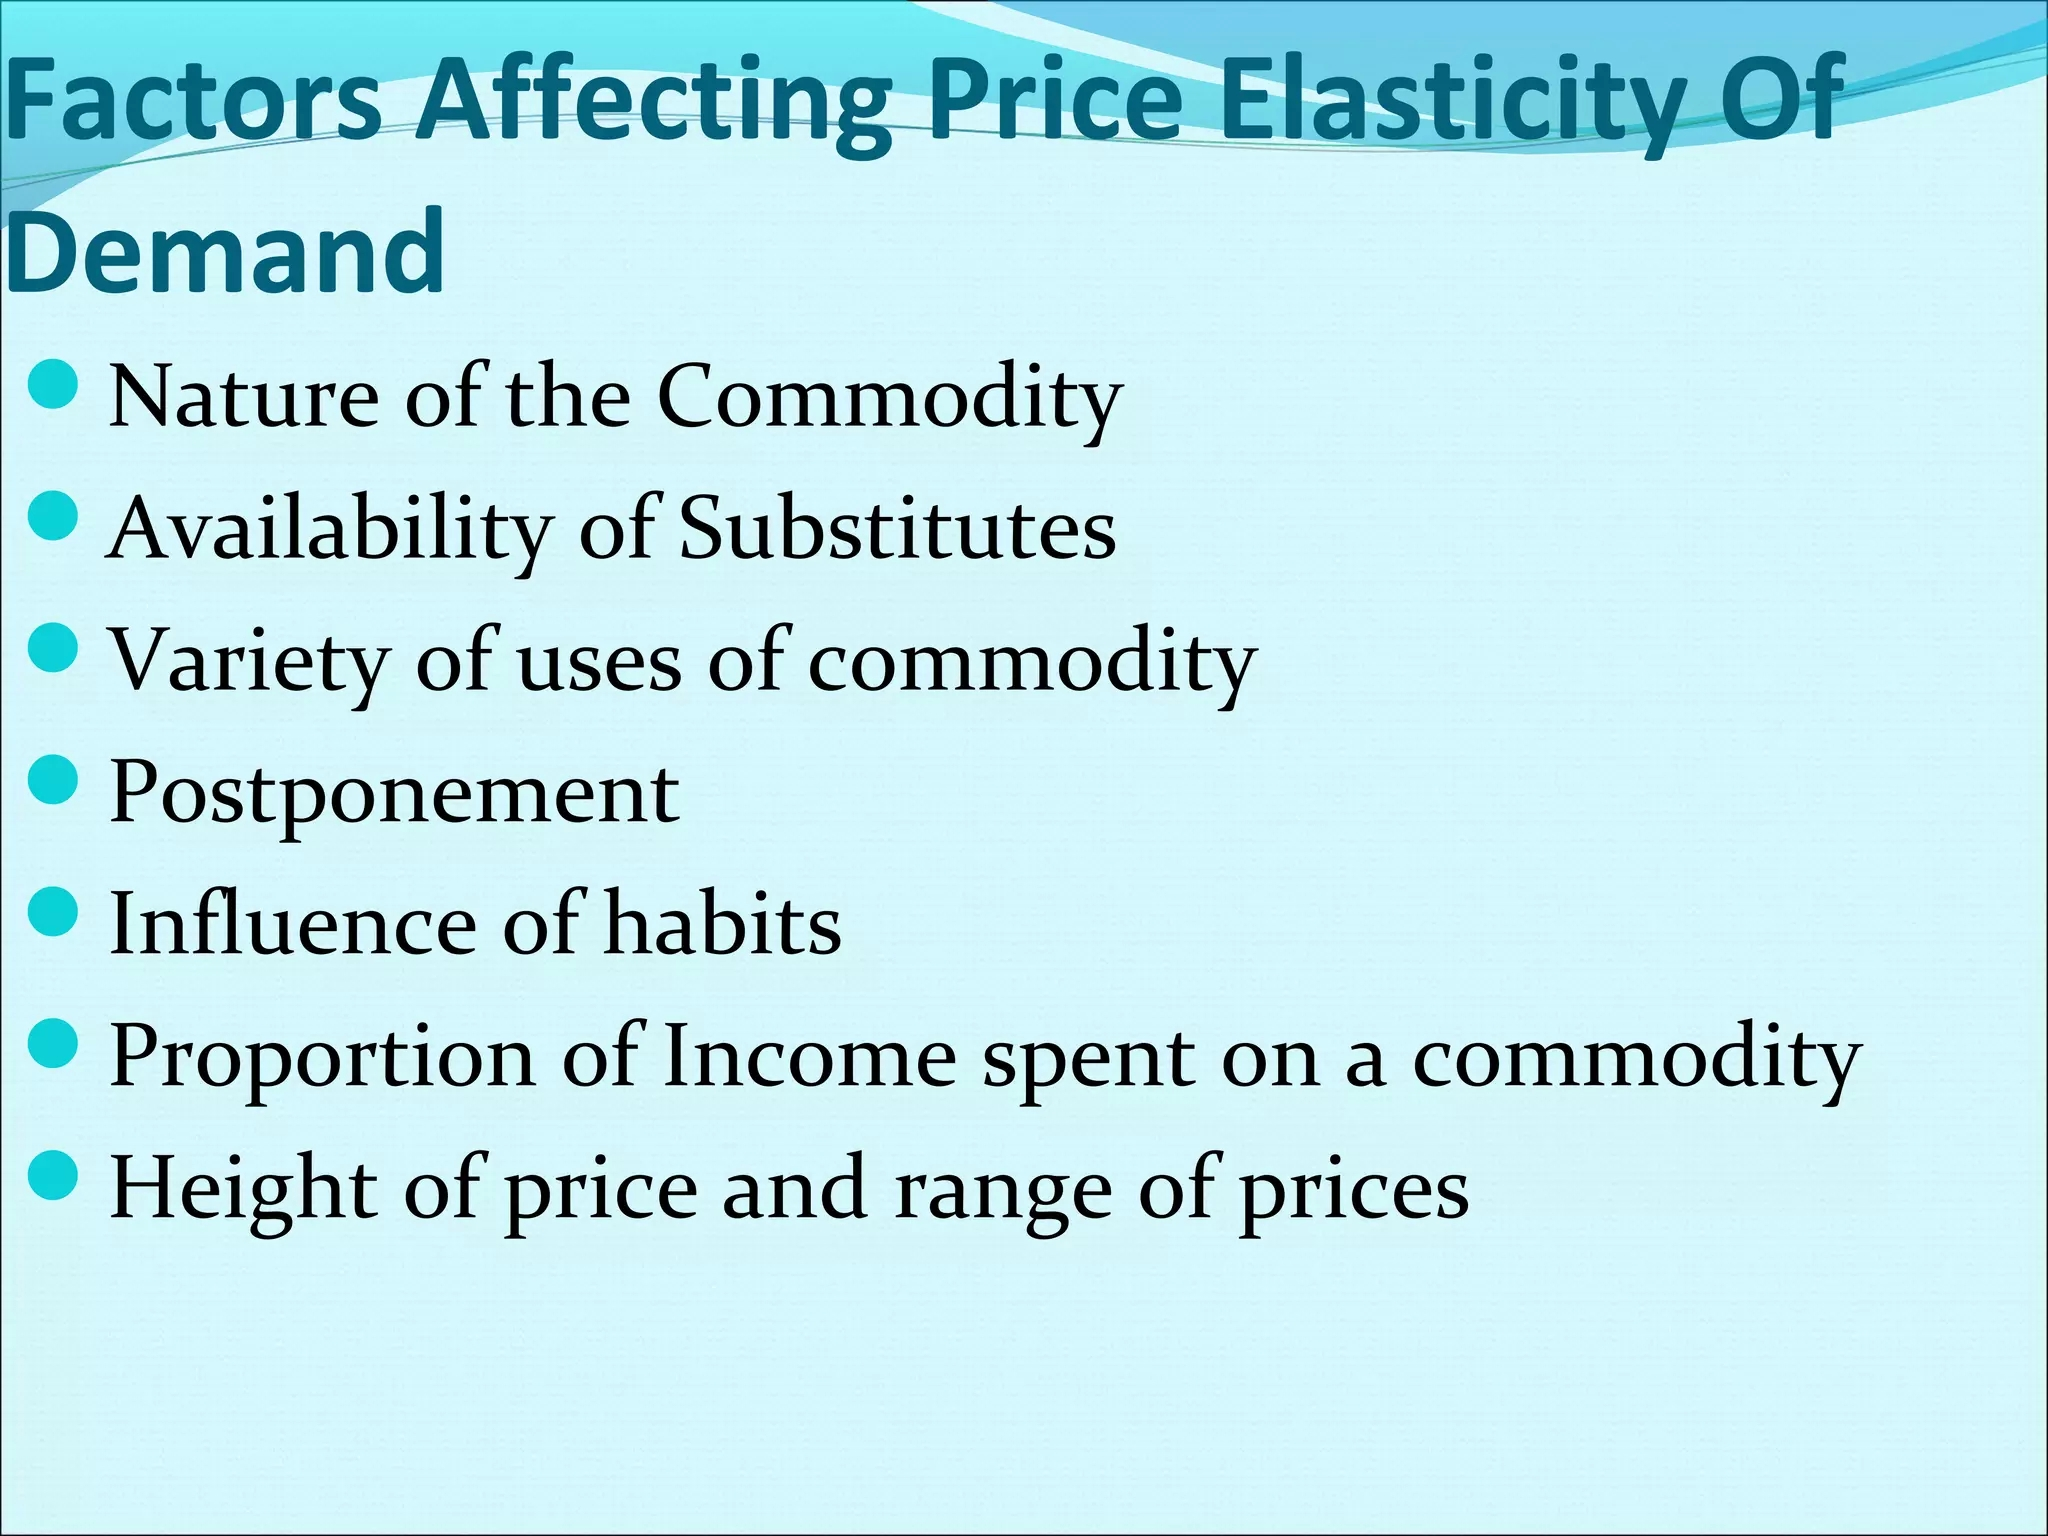 Factors Affecting Price Elasticity Of
Demand
Nature of the Commodity
Availability of Substitutes
Variety of uses of commodity
Postponement
Influence of habits
Proportion of Income spent on a commodity
Height of price and range of prices